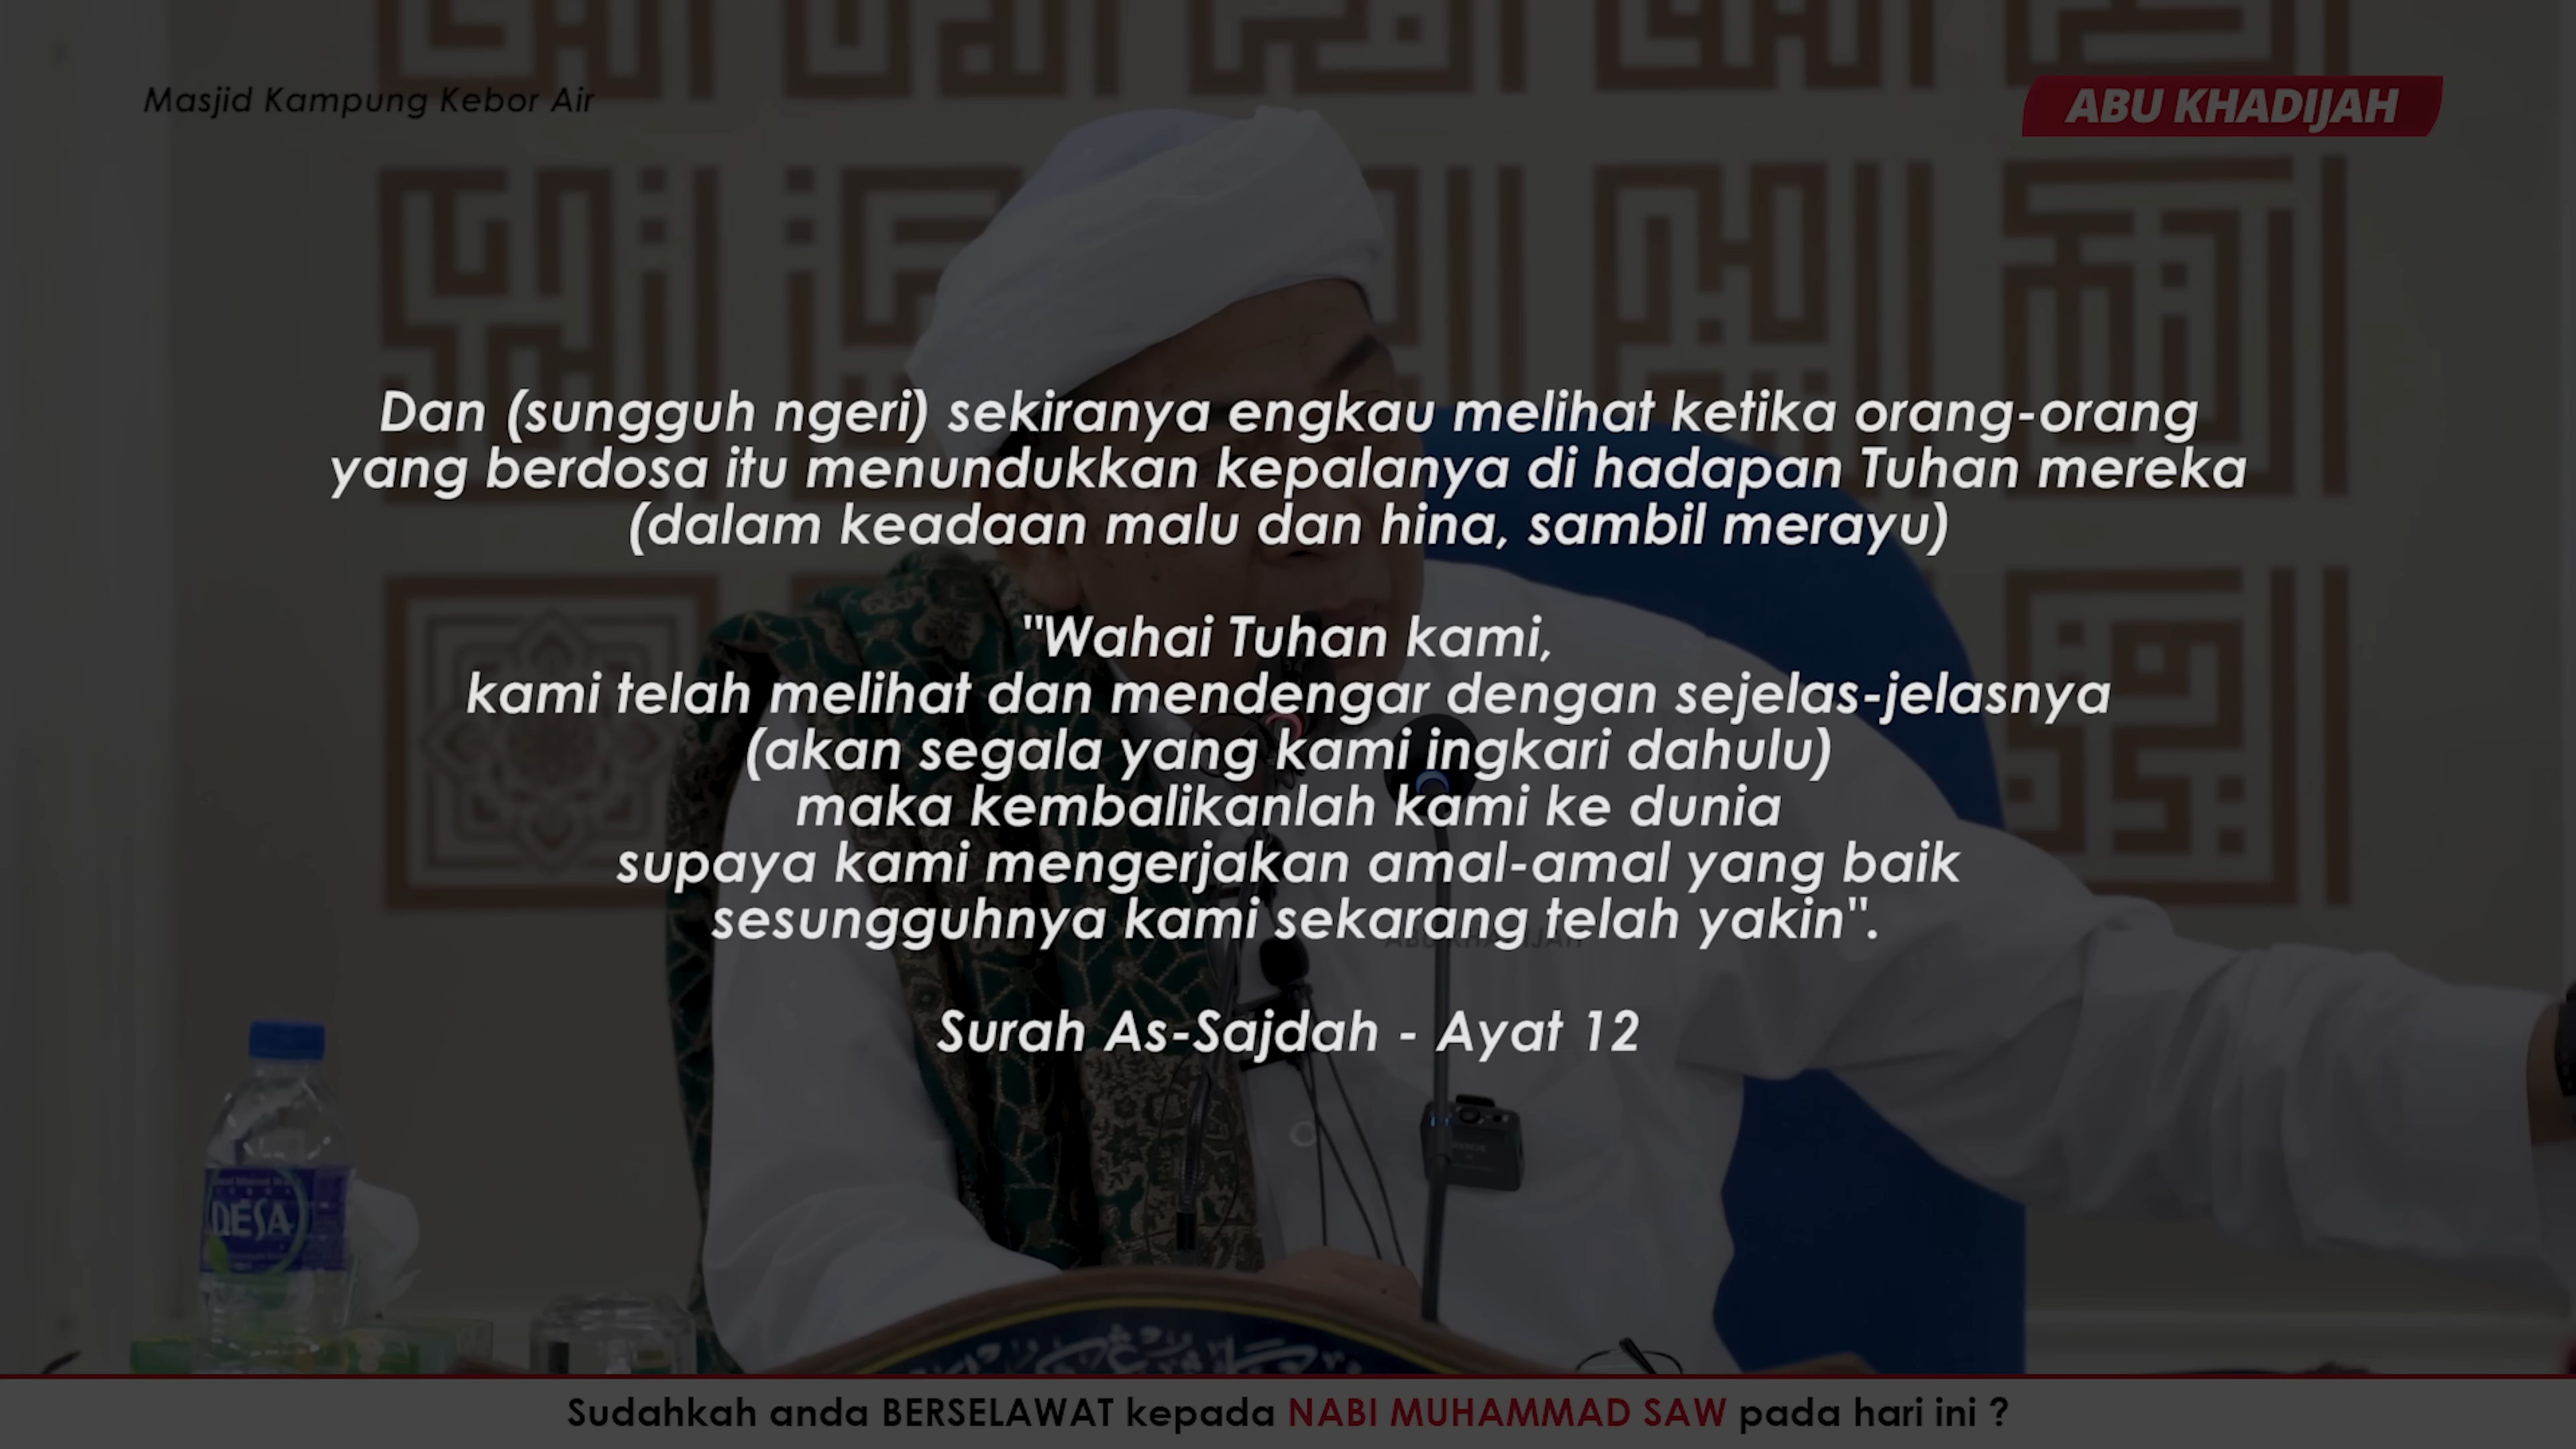 Masjid Kampung Kebor Air
ABU KHADIJAH
Dan (sungguh ngeri) sekiranya engkau melihat ketika orang-orang
yang berdosa itu menundukkan kepalanya di hadapan Tuhan mereka
(dalam keadaan malu dan hina, sambil merayu)
"Wahai Tuhan kami,
kami telah melihat dan mendengar dengan sejelas-jelasnya
(akan segala yang kami ingkari dahulu)
maka kembalikanlah kami ke dunia
supaya kami mengerjakan amal-amal yang baik
sesungguhnya kami sekarang telah yakin".
ABU KHADIJAH
Surah As-Sajdah - Ayat 12
DESA
Sudahkah anda BERSELAWAT kepada NABI MUHAMMAD SAW pada hari ini ?